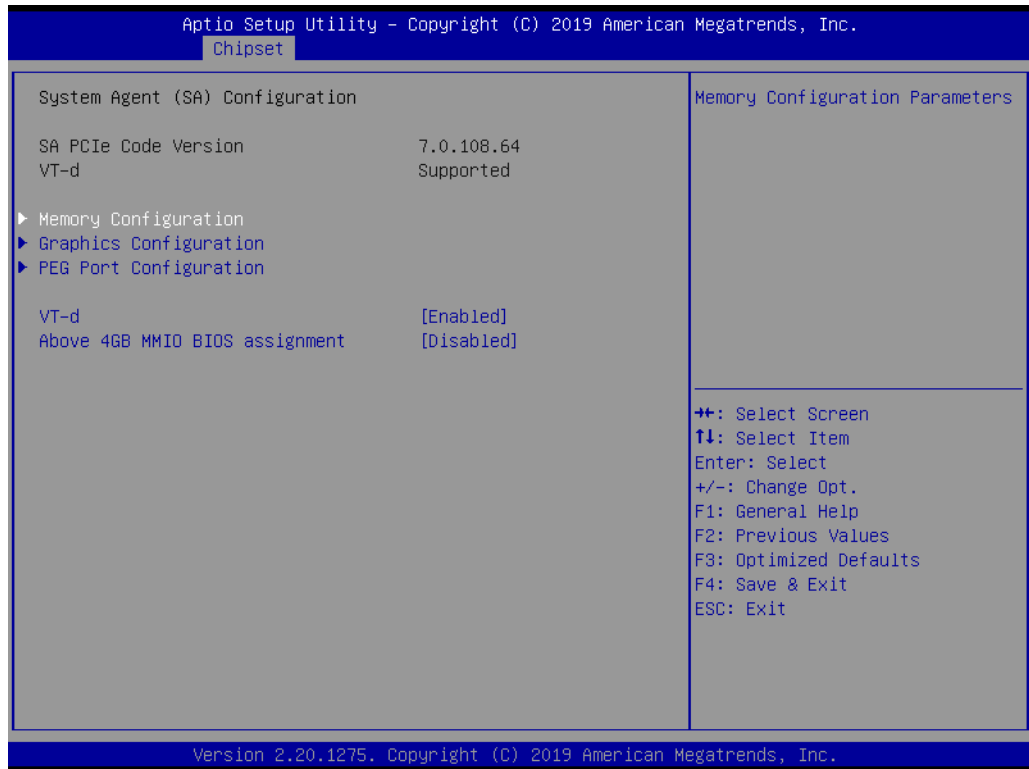 Aptio Setup Utility – Copyright (C) 2019 American Megatrends, Inc.
Chipset
System Agent (SA) Configuration
SA PCIe Code Version 7.0.108.64
VT-d Supported
Memory Configuration
Graphics Configuration
PEG Port Configuration
VT-d [Enabled]
Above 4GB MMIO BIOS assignment [Disabled]
Memory Configuration Parameters
→←: Select Screen
↑↓: Select Item
Enter: Select
+/-: Change Opt.
F1: General Help
F2: Previous Values
F3: Optimized Defaults
F4: Save & Exit
ESC: Exit
Version 2.20.1275. Copyright (C) 2019 American Megatrends, Inc.